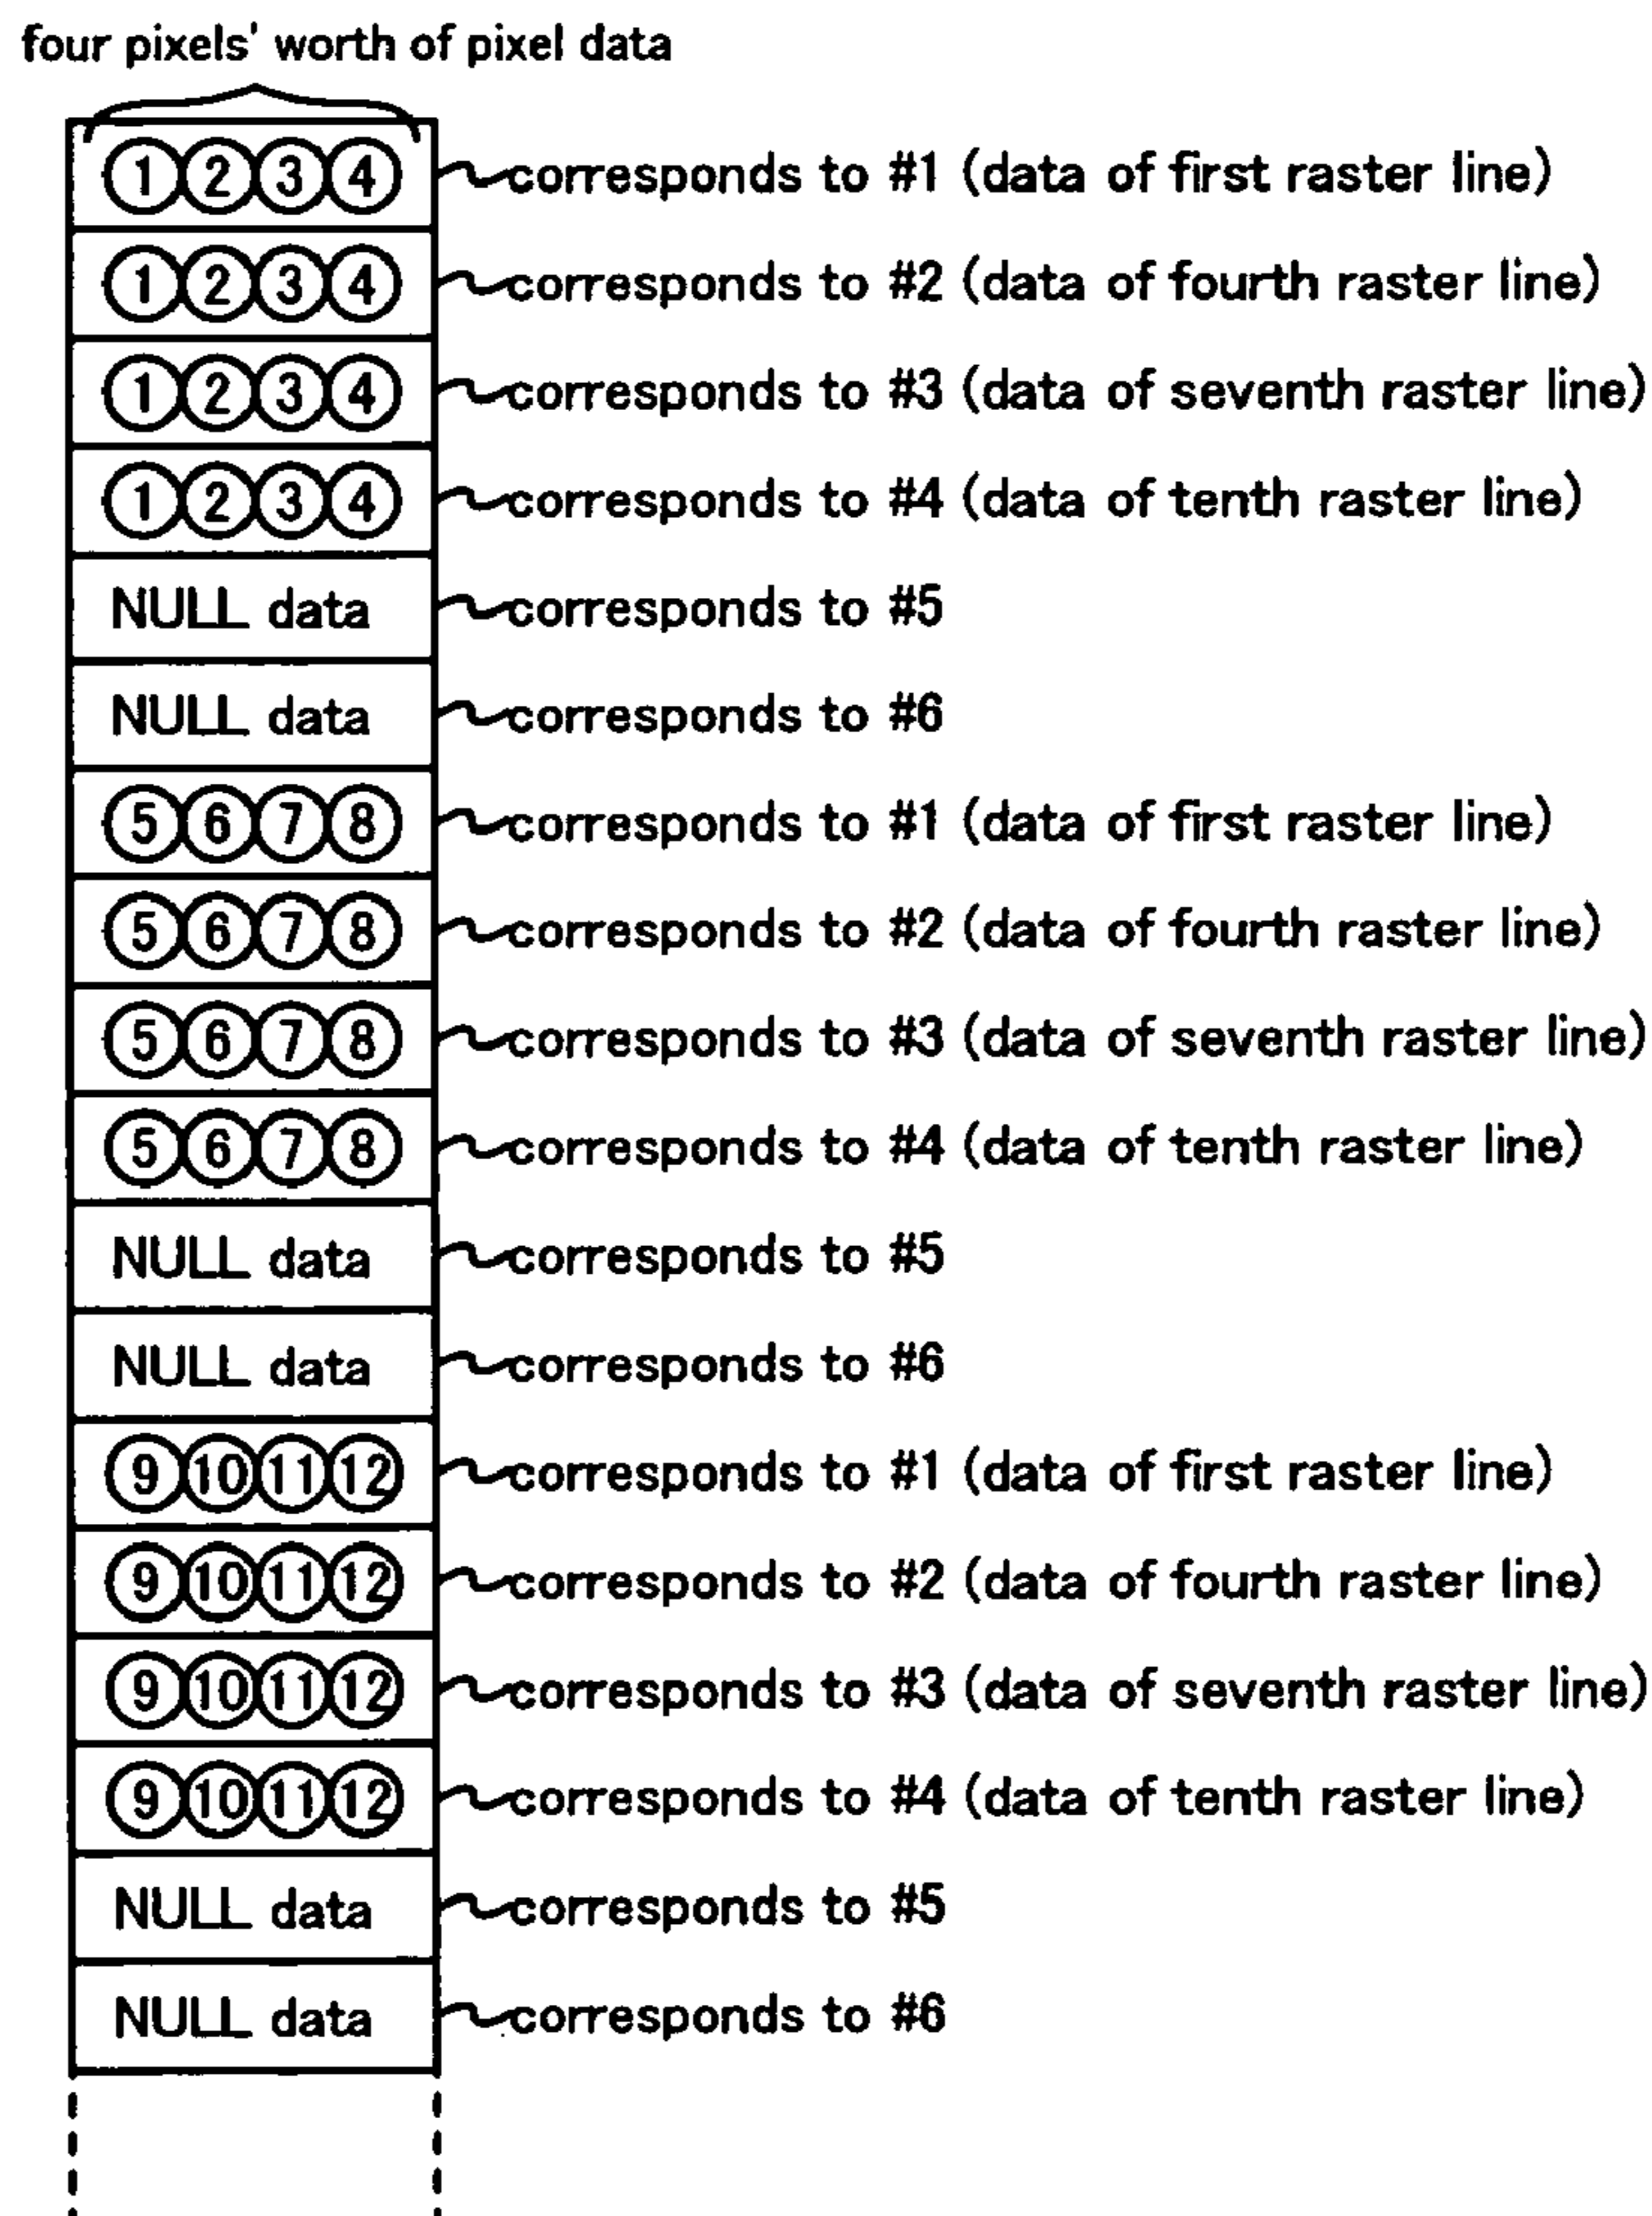 four pixels' worth of pixel data
①②③④ corresponds to #1 (data of first raster line)
①②③④ corresponds to #2 (data of fourth raster line)
①②③④ corresponds to #3 (data of seventh raster line)
①②③④ corresponds to #4 (data of tenth raster line)
NULL data corresponds to #5
NULL data corresponds to #6
⑤⑥⑦⑧ corresponds to #1 (data of first raster line)
⑤⑥⑦⑧ corresponds to #2 (data of fourth raster line)
⑤⑥⑦⑧ corresponds to #3 (data of seventh raster line)
⑤⑥⑦⑧ corresponds to #4 (data of tenth raster line)
NULL data corresponds to #5
NULL data corresponds to #6
⑨⑩⑪⑫ corresponds to #1 (data of first raster line)
⑨⑩⑪⑫ corresponds to #2 (data of fourth raster line)
⑨⑩⑪⑫ corresponds to #3 (data of seventh raster line)
⑨⑩⑪⑫ corresponds to #4 (data of tenth raster line)
NULL data corresponds to #5
NULL data corresponds to #6